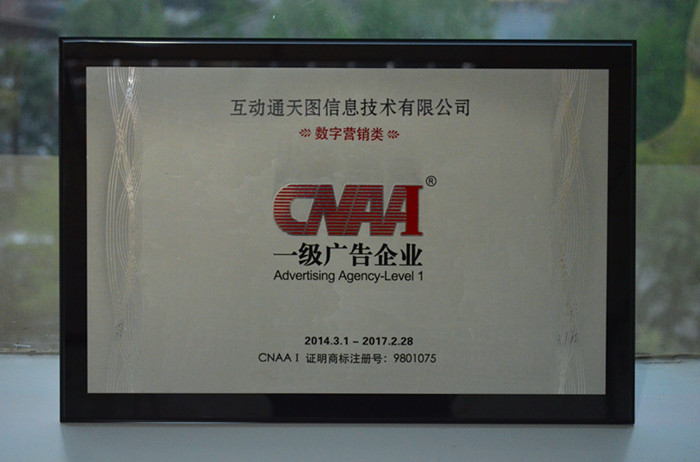 互动通天图信息技术有限公司
数字营销类
CNAAI®
一级广告企业
Advertising Agency-Level 1
2014.3.1-2017.2.28
CNAA I 证明商标注册号：9801075